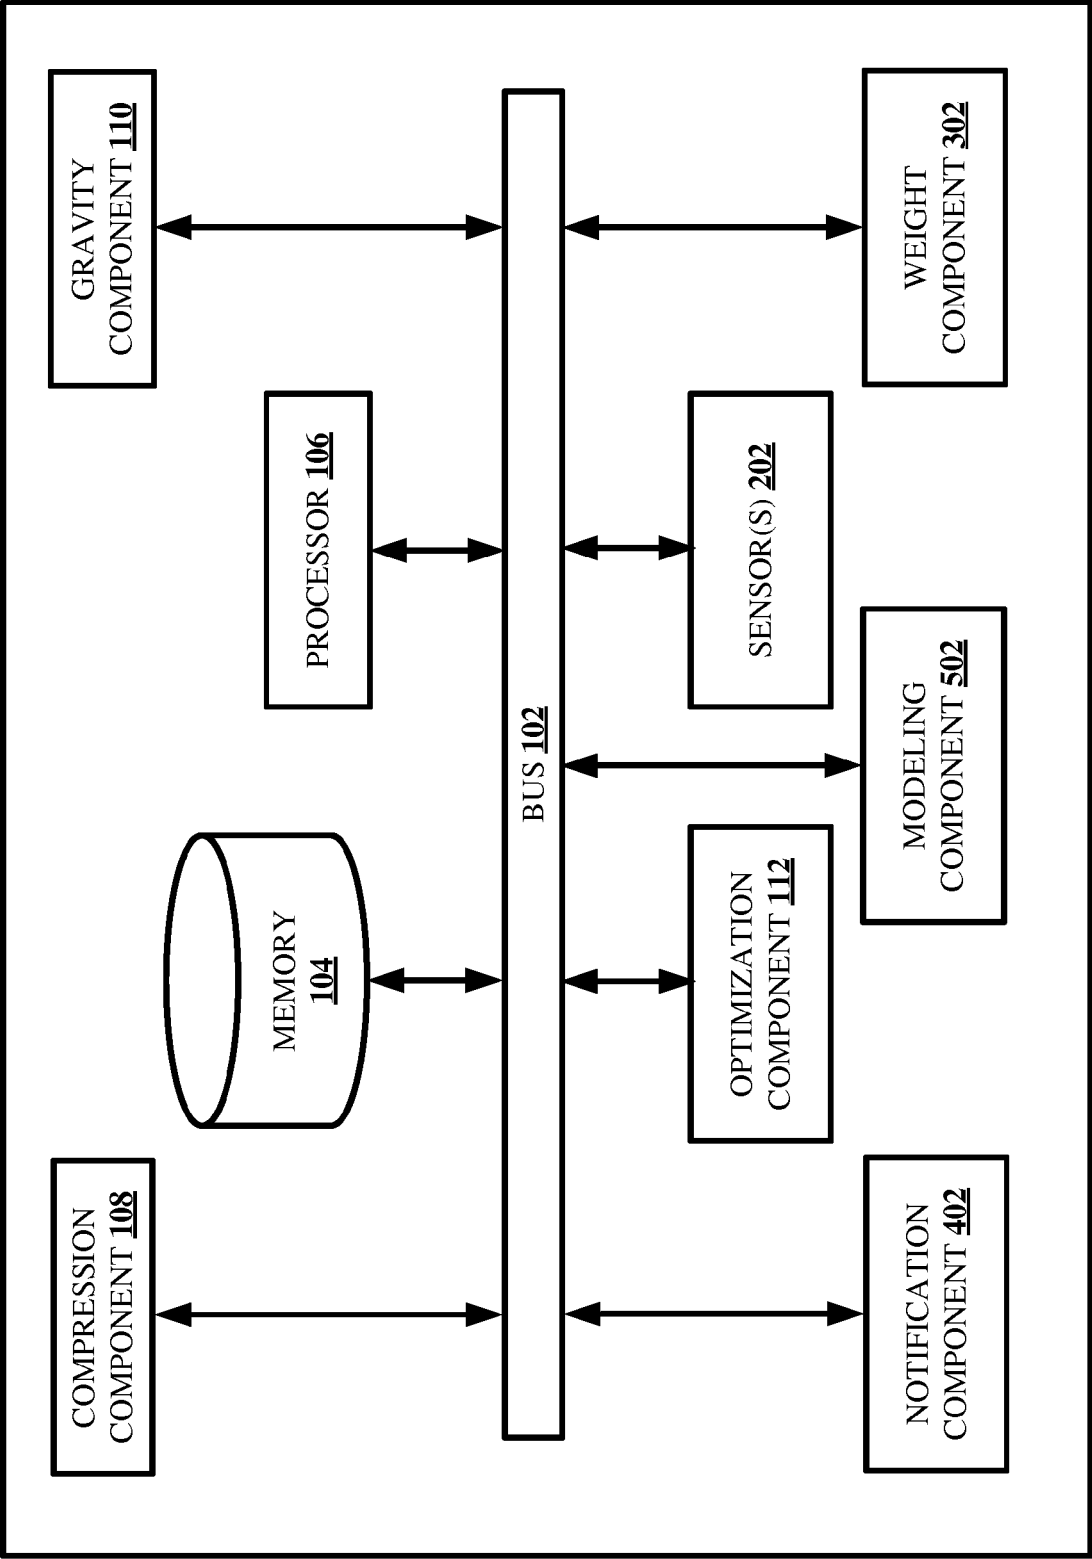 COMPRESSION
COMPONENT 108
MEMORY
104
PROCESSOR 106
GRAVITY
COMPONENT 110
BUS 102
NOTIFICATION
COMPONENT 402
OPTIMIZATION
COMPONENT 112
MODELING
COMPONENT 502
SENSOR(S) 202
WEIGHT
COMPONENT 302